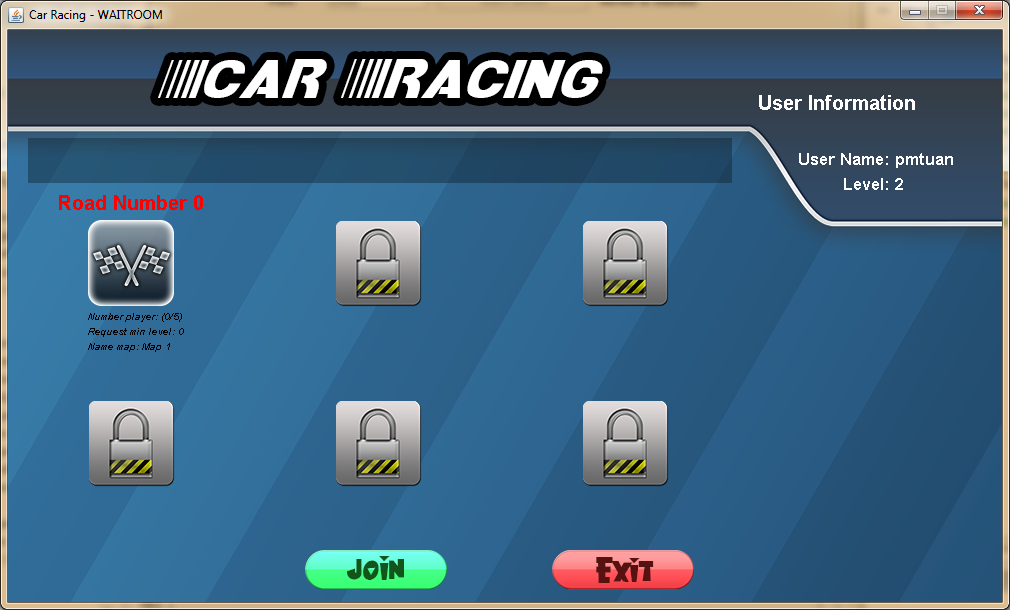 Car Racing - WAITROOM
CAR RACING
User Information
User Name: pmtuan
Level: 2
Road Number 0
Number player: (0/5)
Request min level: 0
Name map: Map 1
JOIN
EXIT